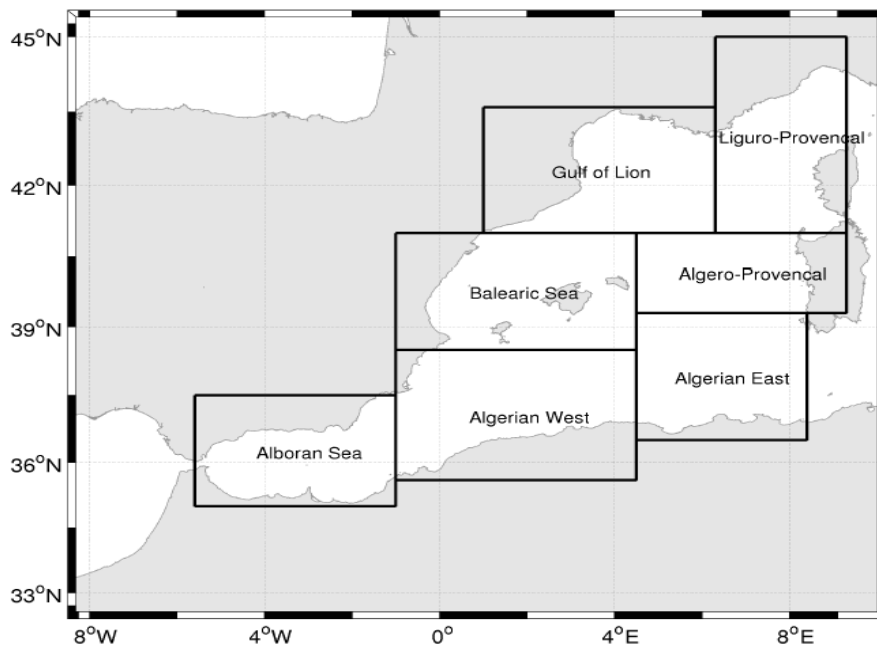 45°N
Liguro-Provencal
Gulf of Lion
42°N
Algero-Provencal
Balearic Sea
39°N
Algerian East
Algerian West
Alboran Sea
36°N
33°N
8°W 4°W 0° 4°E 8°E